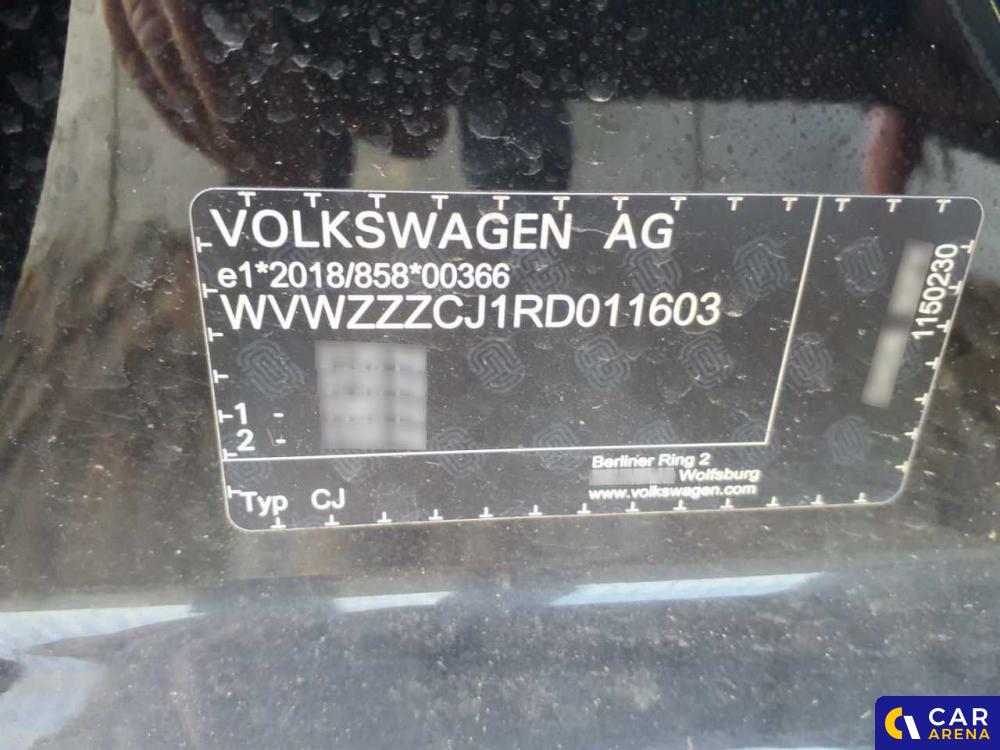 VOLKSWAGEN AG
e1*2018/858*00366
WVWZZZCJ1RD011603
1 -
2 -
Typ CJ
Berliner Ring 2
Wolfsburg
www.volkswagen.com
1150230
CAR
ARENA